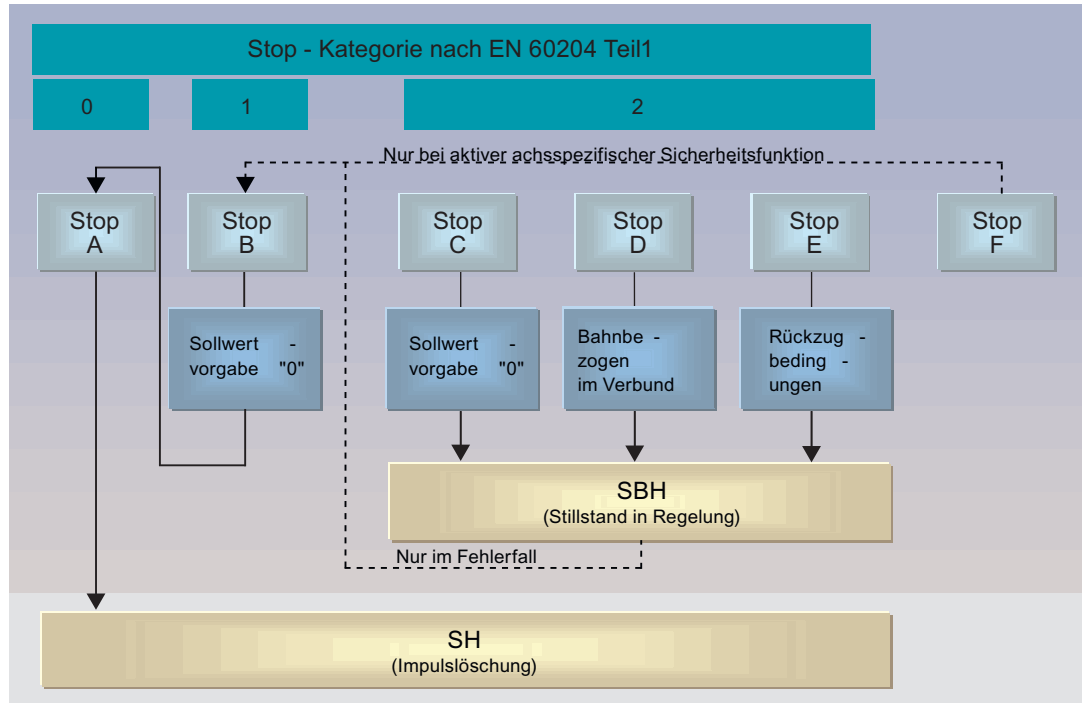 Stop - Kategorie nach EN 60204 Teil1
0
1
2
Nur bei aktiver achsspezifischer Sicherheitsfunktion
Stop
A
Stop
B
Stop
C
Stop
D
Stop
E
Stop
F
Sollwert -
vorgabe "0"
Sollwert -
vorgabe "0"
Bahnbe -
zogen
im Verbund
Rückzug -
beding -
ungen
SBH
(Stillstand in Regelung)
Nur im Fehlerfall
SH
(Impulslöschung)